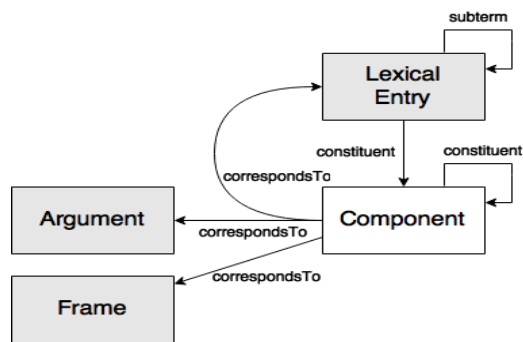 subterm
Lexical
Entry
constituent
constituent
correspondsTo
Argument
Component
correspondsTo
correspondsTo
Frame